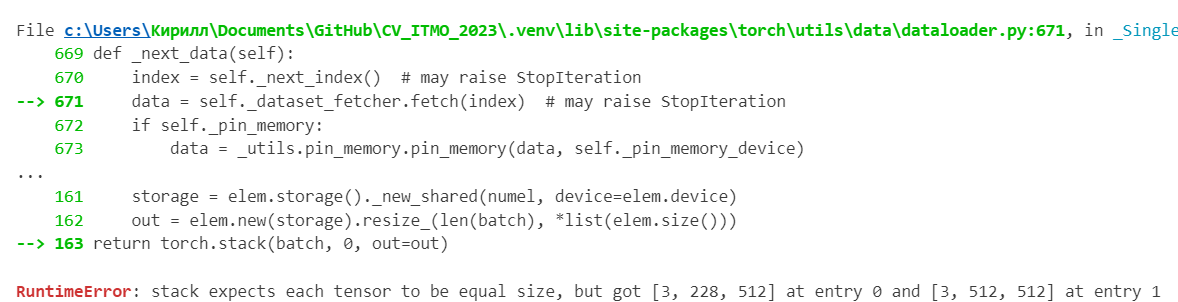 File c:\Users\Кирилл\Documents\GitHub\CV_ITMO_2023\.venv\lib\site-packages\torch\utils\data\dataloader.py:671, in _Single
    669 def _next_data(self):
    670     index = self._next_index()  # may raise StopIteration
--> 671     data = self._dataset_fetcher.fetch(index)  # may raise StopIteration
    672     if self._pin_memory:
    673         data = _utils.pin_memory.pin_memory(data, self._pin_memory_device)
...
    161     storage = elem.storage()._new_shared(numel, device=elem.device)
    162     out = elem.new(storage).resize_(len(batch), *list(elem.size()))
--> 163 return torch.stack(batch, 0, out=out)
RuntimeError: stack expects each tensor to be equal size, but got [3, 228, 512] at entry 0 and [3, 512, 512] at entry 1